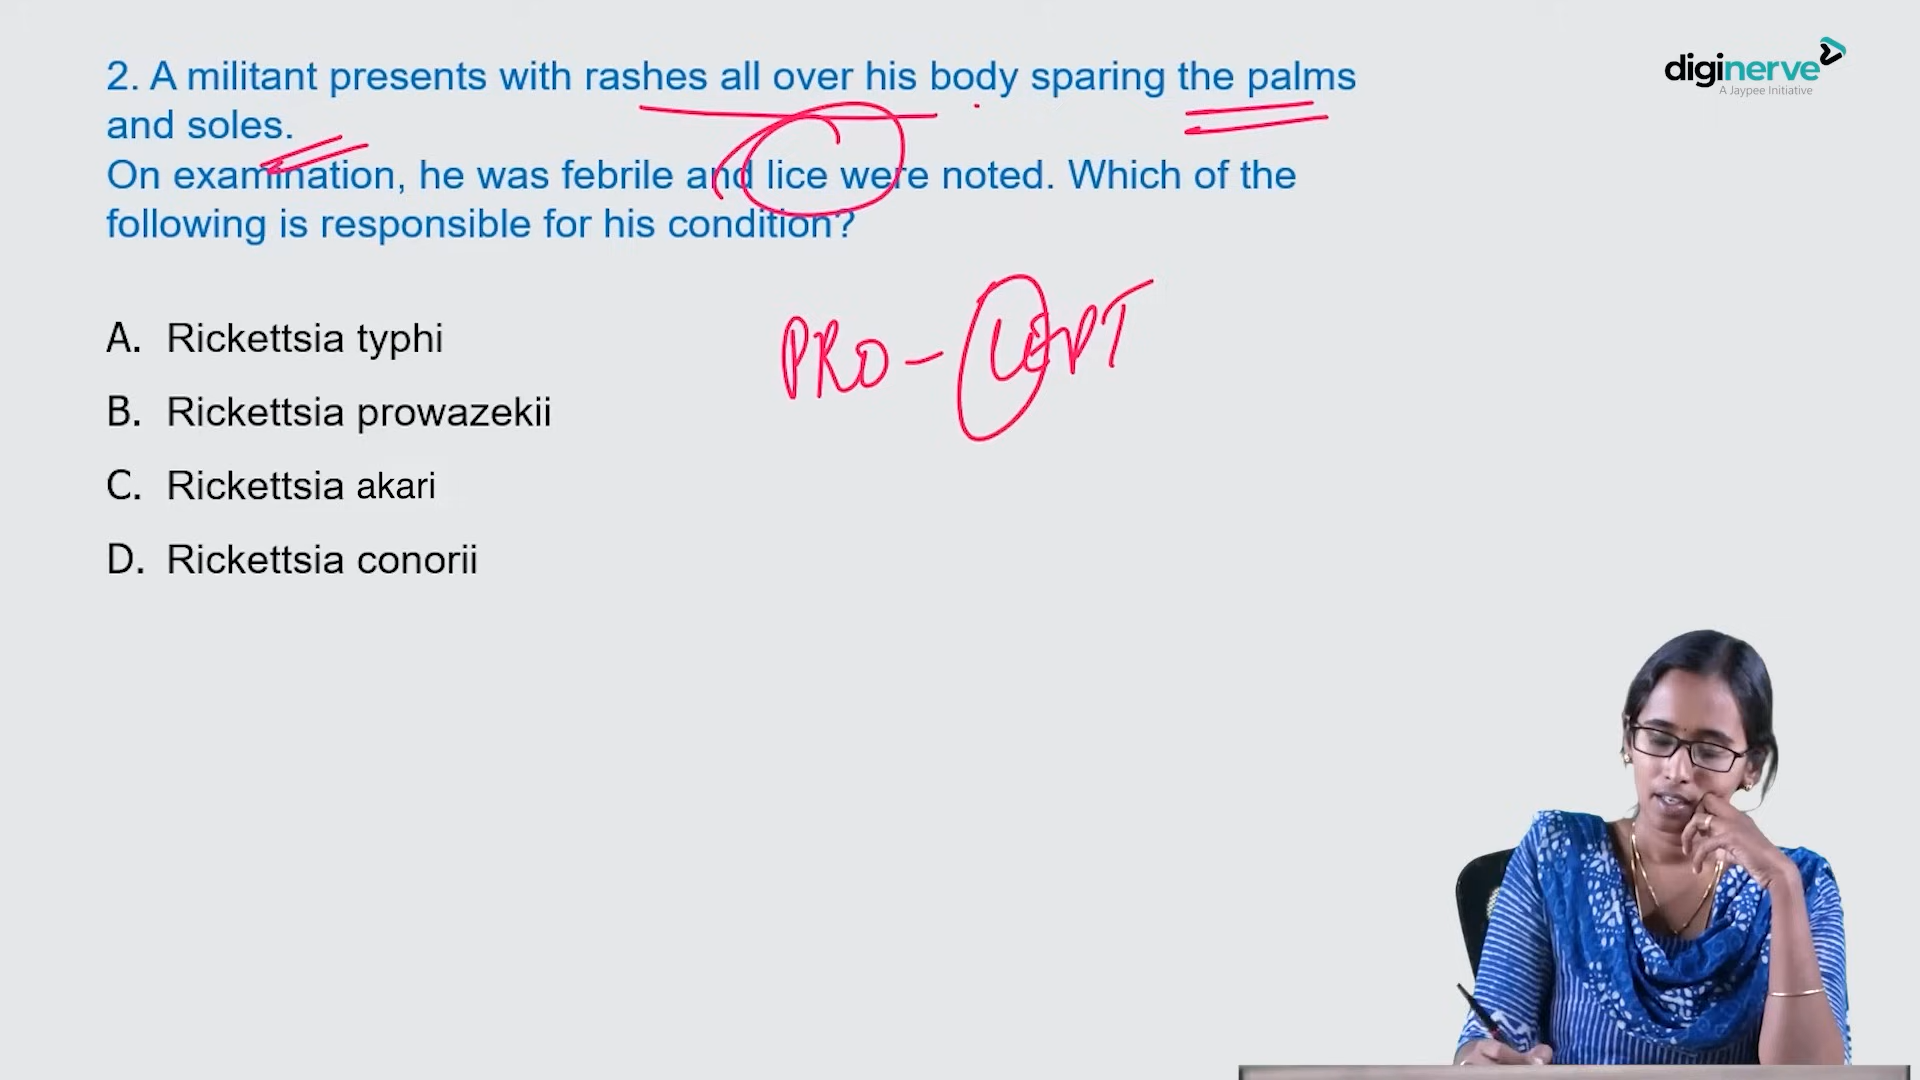 diginerve
A Jaypee Initiative
2. A militant presents with rashes all over his body sparing the palms
and soles.
On examination, he was febrile and lice were noted. Which of the
following is responsible for his condition?
A. Rickettsia typhi
B. Rickettsia prowazekii
C. Rickettsia akari
D. Rickettsia conorii
PRO –